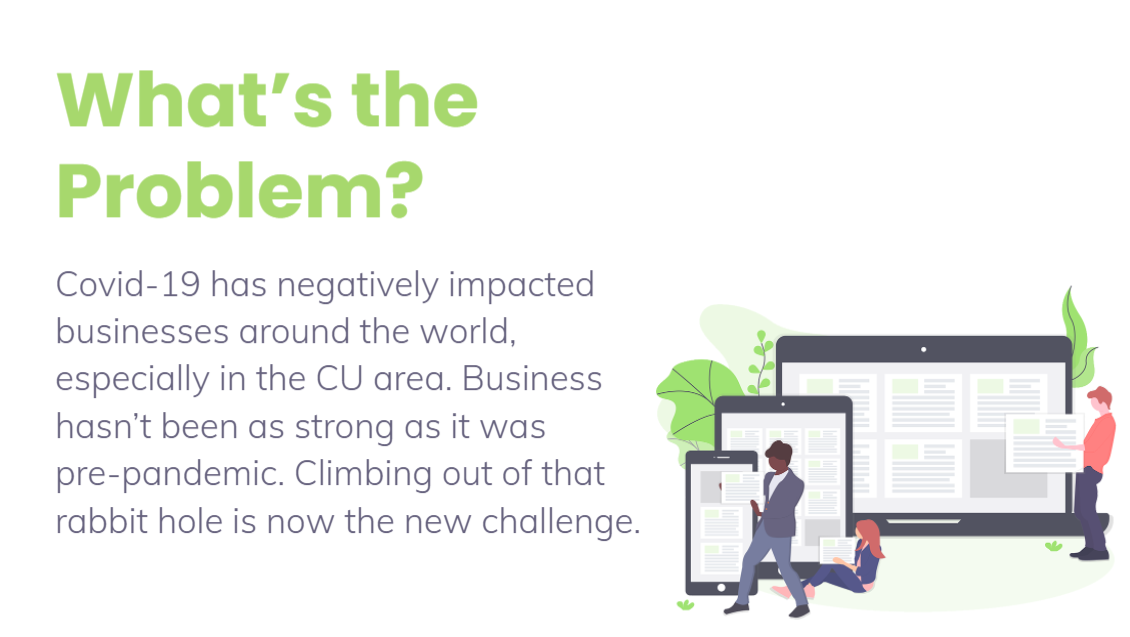 What’s the
Problem?
Covid-19 has negatively impacted
businesses around the world,
especially in the CU area. Business
hasn’t been as strong as it was
pre-pandemic. Climbing out of that
rabbit hole is now the new challenge.